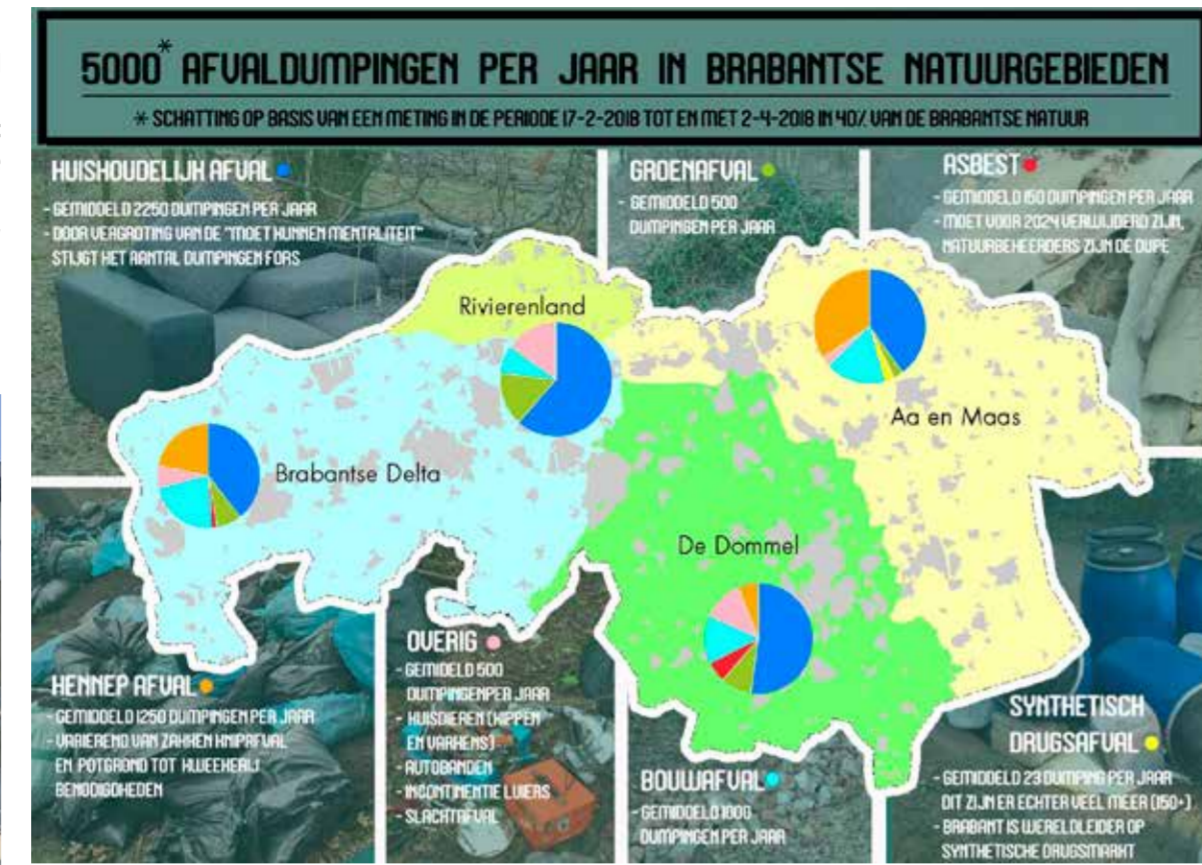 5000* AFVALDUMPINGEN PER JAAR IN BRABANTSE NATUURGEBIEDEN
* SCHATTING OP BASIS VAN EEN METING IN DE PERIODE 17-2-2018 TOT EN MET 2-4-2018 IN 40% VAN DE BRABANTSE NATUUR
HUISHOUDELIJK AFVAL
- GEMIDDELD 2250 DUMPINGEN PER JAAR
- DOOR VERGROTING VAN DE "MOET KUNNEN MENTALITEIT"
STIJGT HET AANTAL DUMPINGEN FORS
GROENAFVAL
- GEMIDDELD 500
DUMPINGEN PER JAAR
ASBEST
- GEMIDDELD 150 DUMPINGEN PER JAAR
- MOET VOOR 2024 VERWIJDERD ZIJN,
NATUURBEHEERDERS ZIJN DE DUPE
Rivierenland
Aa en Maas
Brabantse Delta
De Dommel
HENNEP AFVAL
- GEMIDDELD 1250 DUMPINGEN PER JAAR
- VARIEREND VAN ZAKKEN KNIPAFVAL
EN POTGROND TOT KWEEKERIJ
BENODIGDHEDEN
OVERIG
- GEMIDELD 500
DUMPINGENPER JAAR
- HUISDIEREN (KIPPEN
EN VARKENS)
- AUTOBANDEN
- INCONTINENTIE LUIERS
- SLACHTAFVAL
BOUWAFVAL
- GEMIDDELD 1000
DUMPINGEN PER JAAR
SYNTHETISCH
DRUGSAFVAL
- GEMIDDELD 23 DUMPING PER JAAR
DIT ZIJN ER ECHTER VEEL MEER (150+)
- BRABANT IS WERELDLEIDER OP
SYNTHETISCHE DRUGSMARKT